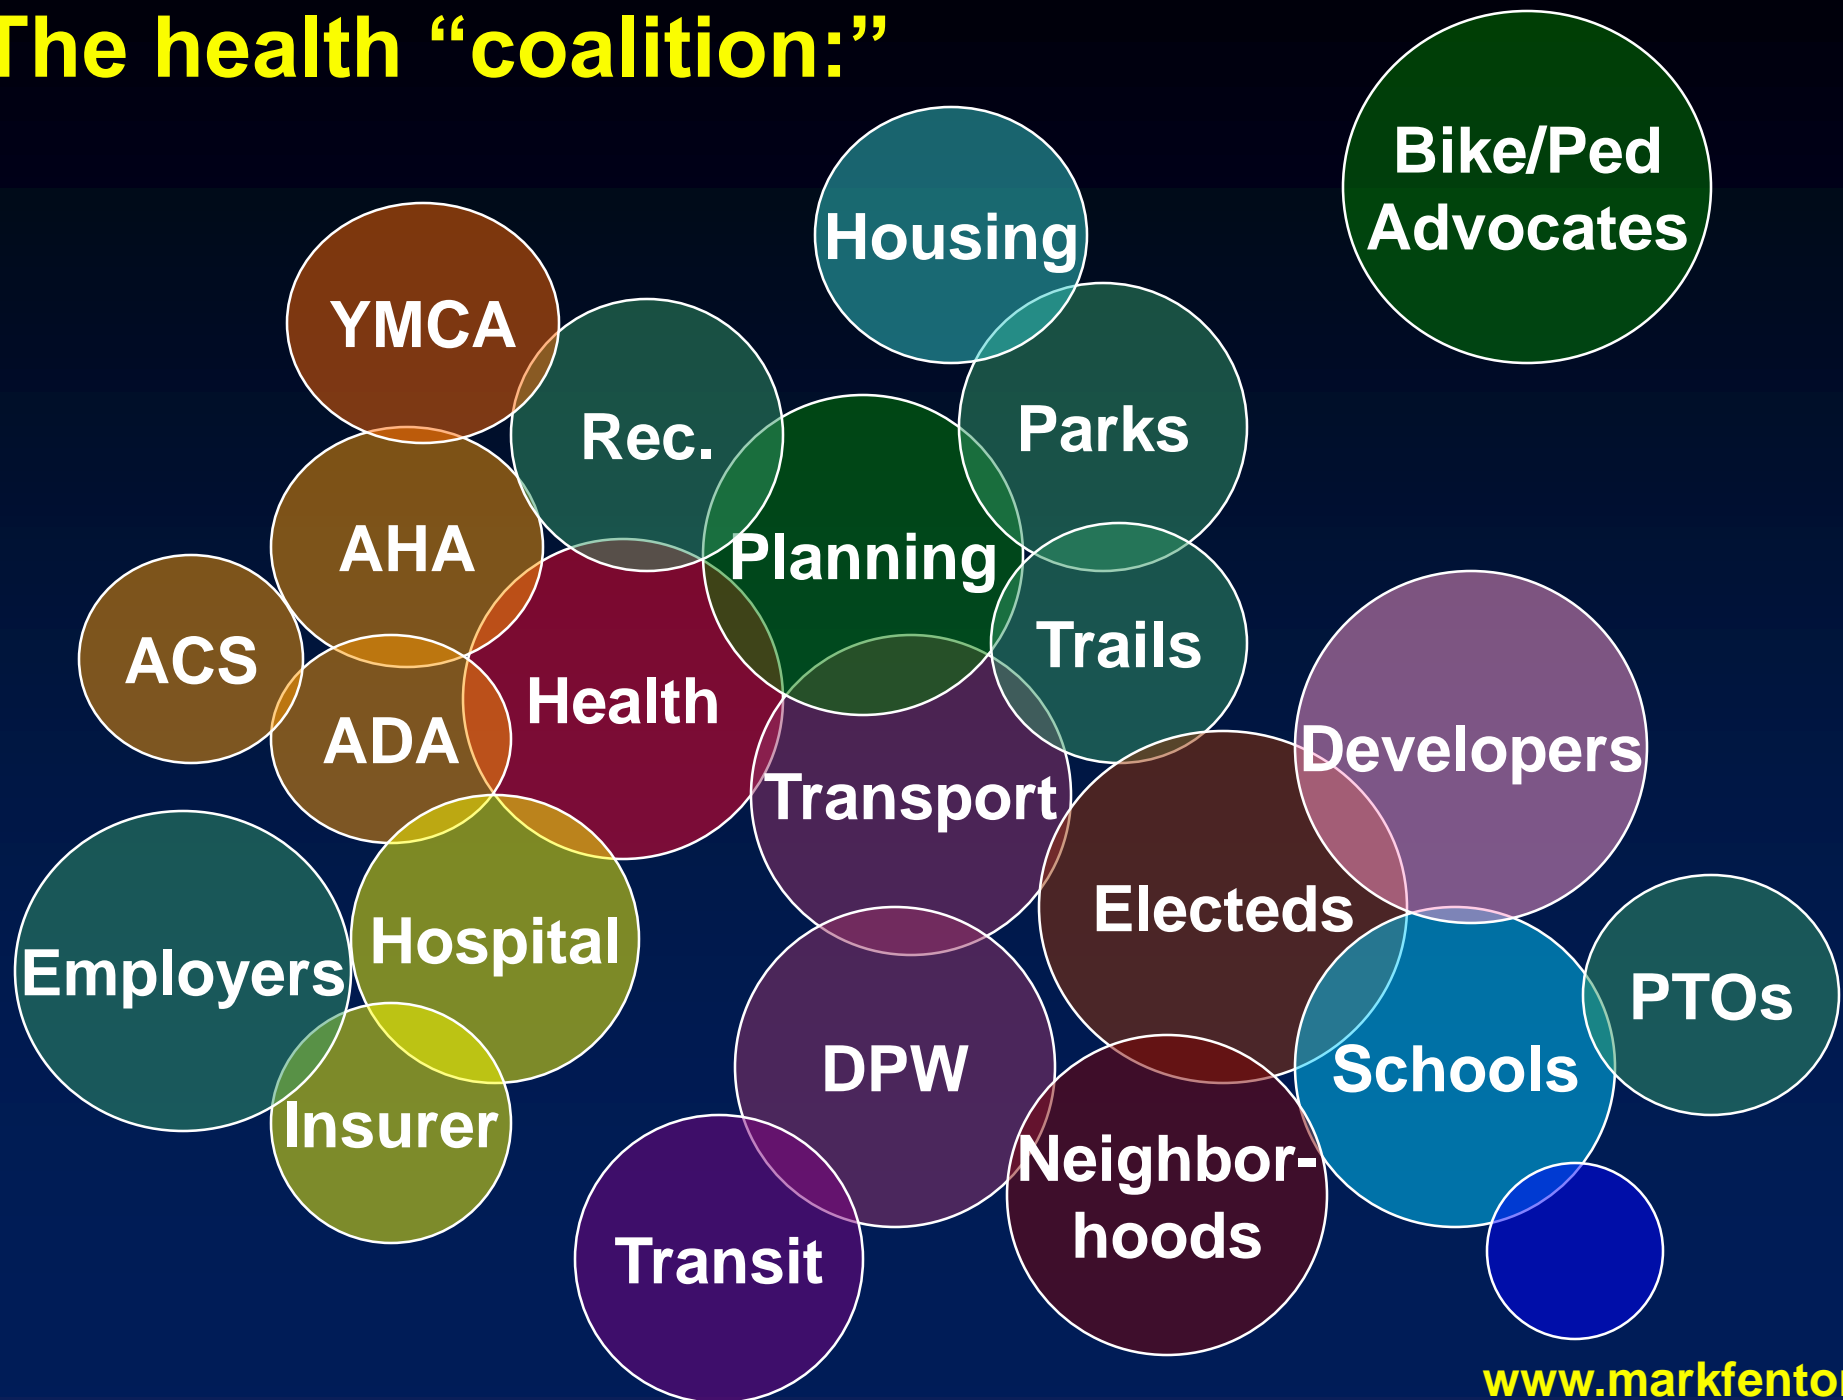 The health “coalition:”
Bike/Ped
Advocates
Housing
YMCA
Rec.
Parks
AHA
Planning
ACS
Trails
Health
ADA
Developers
Transport
Electeds
Hospital
Employers
PTOs
DPW
Schools
Insurer
Neighbor-
hoods
Transit
www.markfento